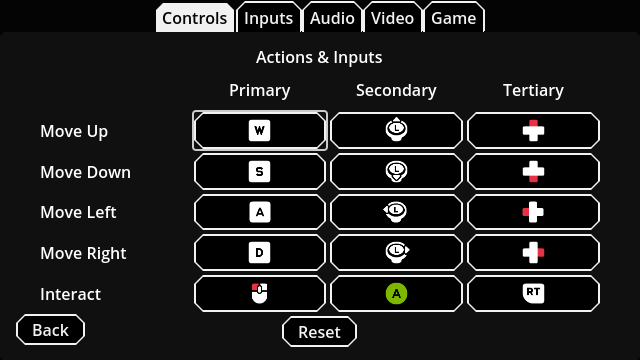 Controls Inputs Audio Video Game
Actions & Inputs
Primary Secondary Tertiary
Move Up W L
Move Down S L
Move Left A L
Move Right D L
Interact A RT
Back Reset